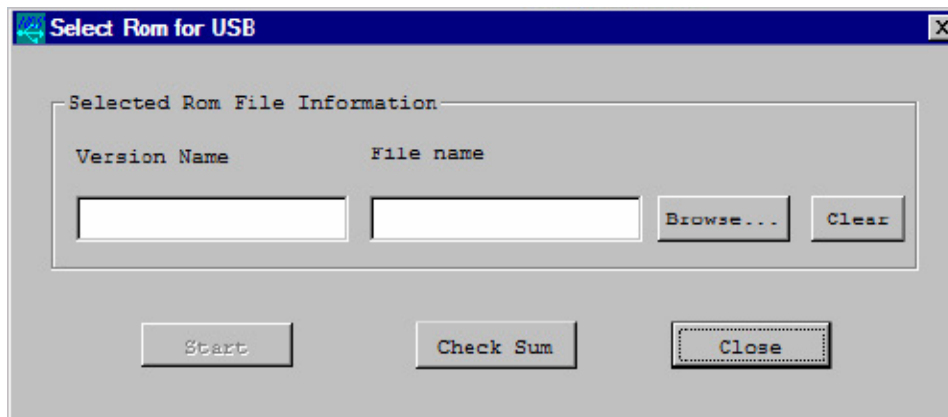 Select Rom for USB
Selected Rom File Information
Version Name File name
Browse... Clear
Start Check Sum Close